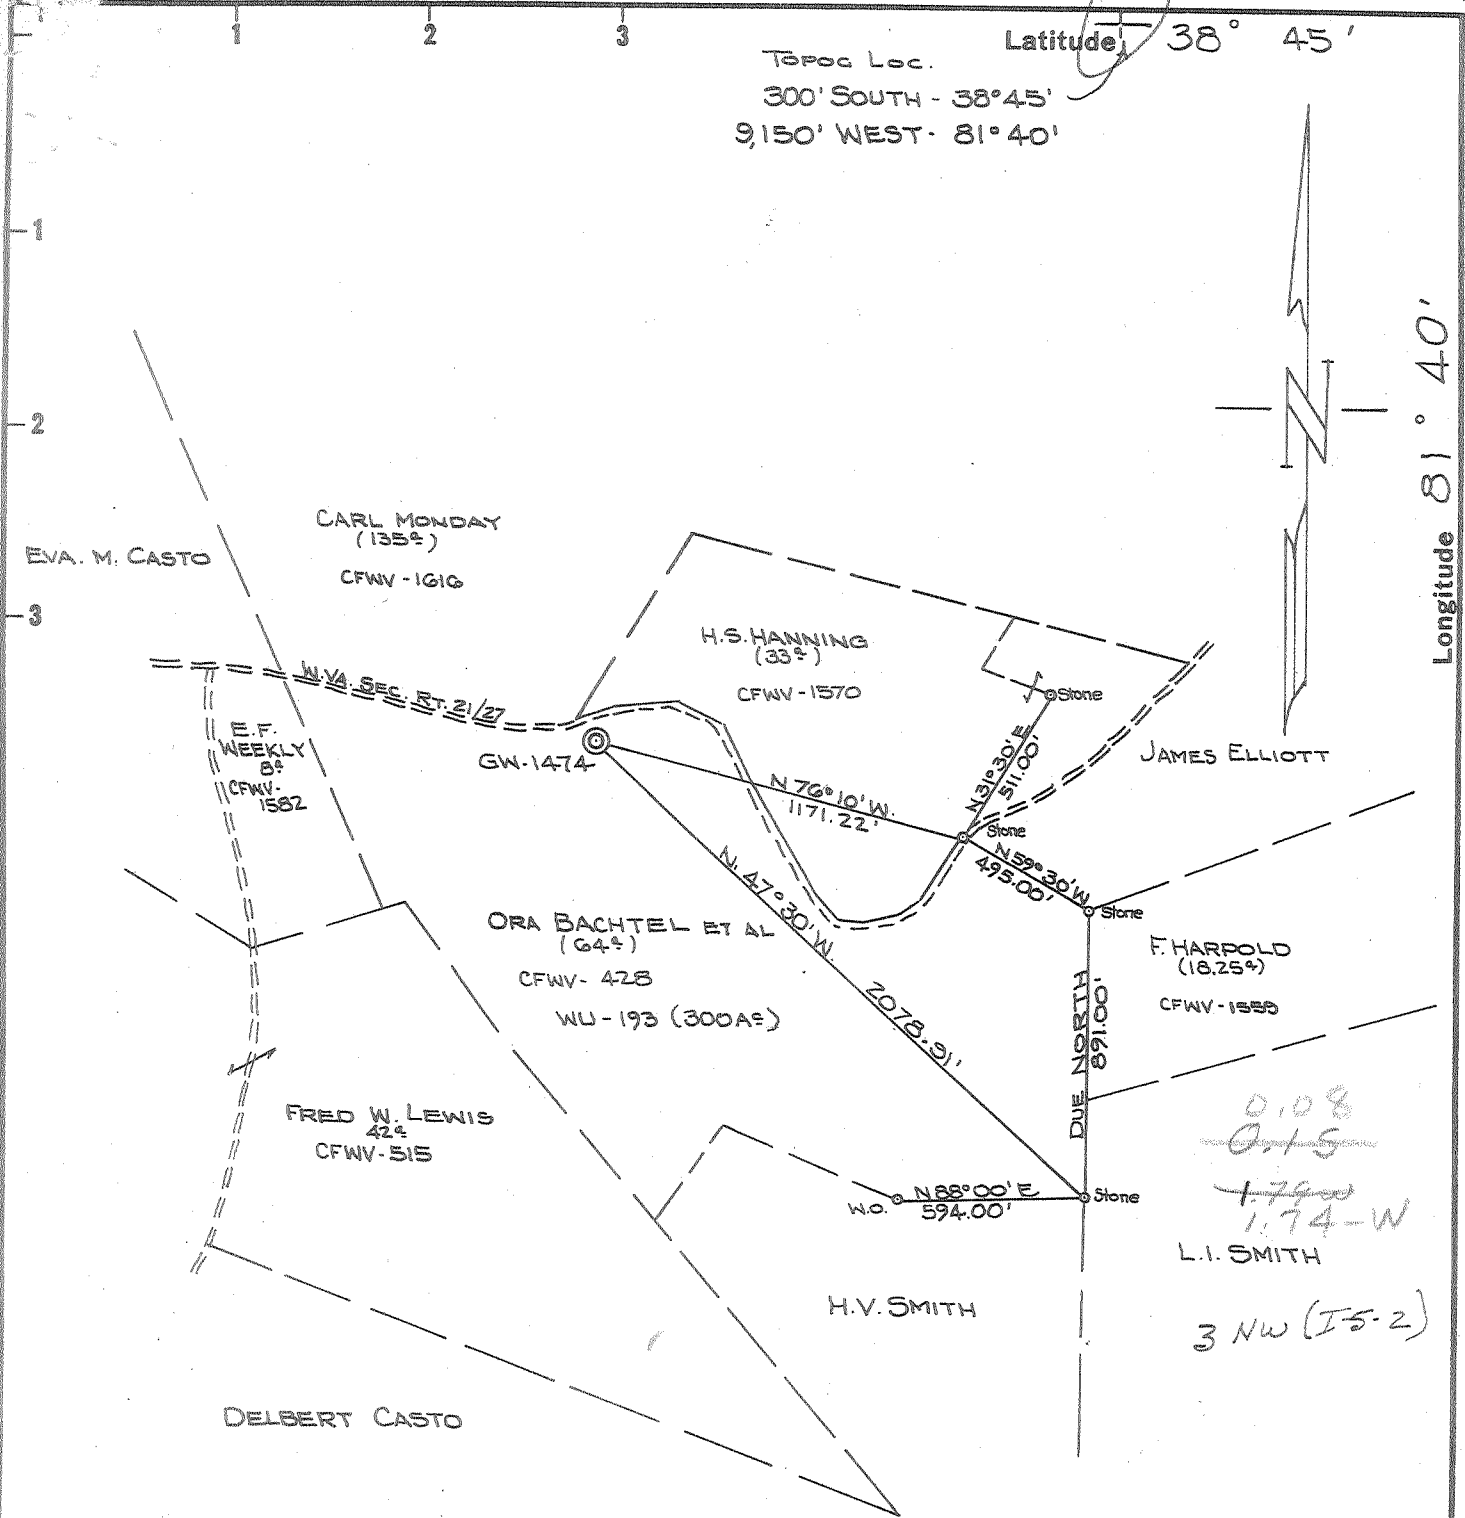 1 2 3
Latitude 38° 45'
TOPOG LOC.
300' SOUTH - 38°45'
9,150' WEST - 81°40'
1
2
3
Longitude 81° 40'
N
CARL MONDAY
(135ª)
CFWV - 1616
EVA. M. CASTO
H.S. HANNING
(33ª)
CFWV - 1570
Stone
W.VA. SEC. RT. 21/27
E.F.
WEEKLY
8ª
CFWV-
1582
GW-1474
N 31°30' E
511.00'
JAMES ELLIOTT
N 76°10' W.
1171.22'
Stone
N 59°30' W
495.00'
Stone
N. 47°30' W.
2078.91'
ORA BACHTEL ET AL
(64ª)
CFWV - 428
WU - 193 (300Aª)
F. HARPOLD
(18.25ª)
CFWV - 1559
DUE NORTH
891.00'
FRED W. LEWIS
42ª
CFWV - 515
0.08
0.15
1.74-W
W.O.
N 88°00' E
594.00'
Stone
L.I. SMITH
H.V. SMITH
3 NW (I-5-2)
DELBERT CASTO